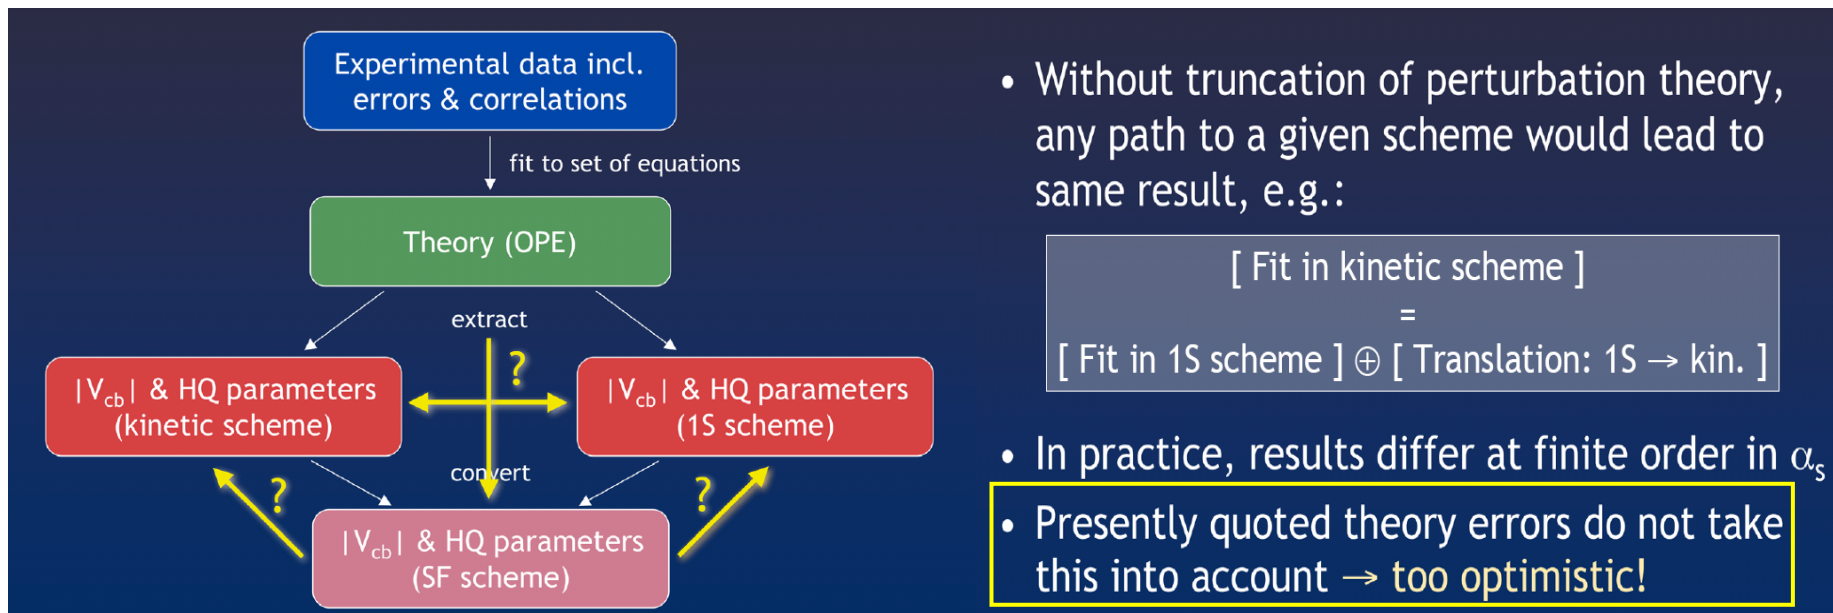 Experimental data incl.
errors & correlations
fit to set of equations
Theory (OPE)
extract
?
|Vcb| & HQ parameters
(kinetic scheme)
|Vcb| & HQ parameters
(1S scheme)
convert
?
?
|Vcb| & HQ parameters
(SF scheme)
• Without truncation of perturbation theory,
any path to a given scheme would lead to
same result, e.g.:
[ Fit in kinetic scheme ]
=
[ Fit in 1S scheme ] ⊕ [ Translation: 1S → kin. ]
• In practice, results differ at finite order in αs
• Presently quoted theory errors do not take
this into account → too optimistic!